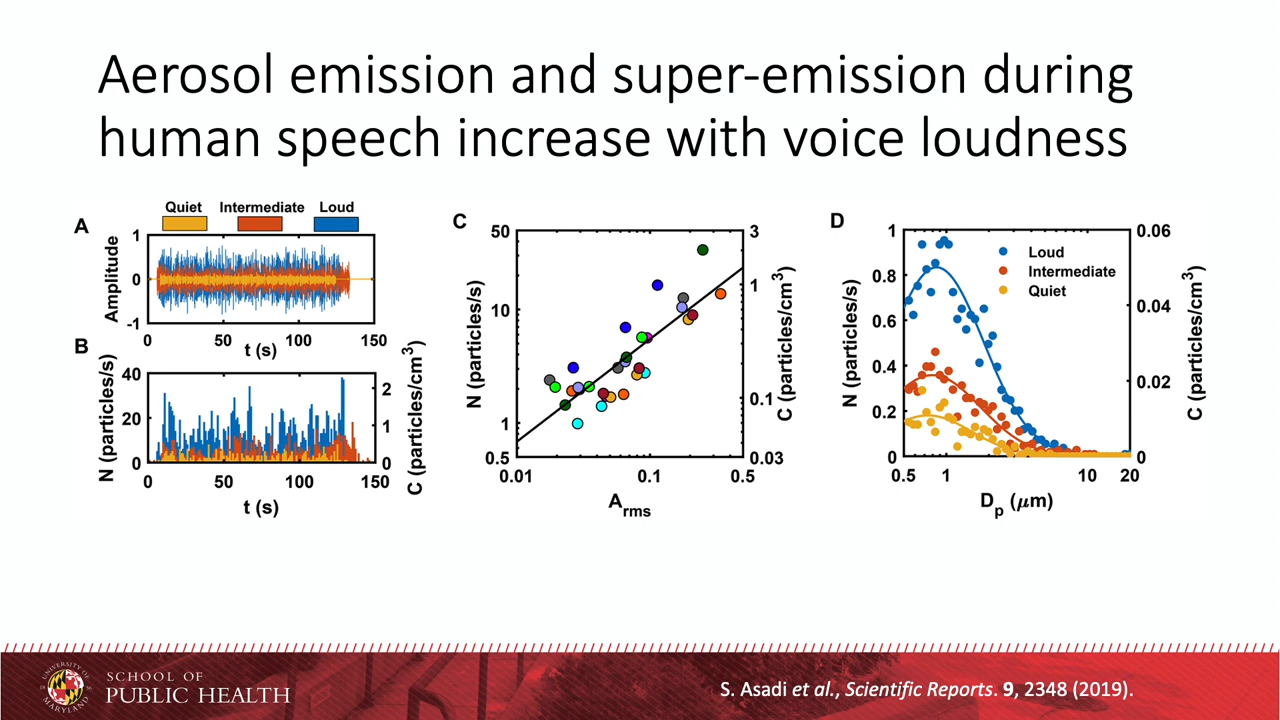 Aerosol emission and super-emission during
human speech increase with voice loudness
A
Quiet Intermediate Loud
Amplitude
1
0
-1
0 50 100 150
t (s)
B
N (particles/s)
40
20
0
2
1
0
C (particles/cm³)
0 50 100 150
t (s)
C
N (particles/s)
50
10
1
0.5
3
1
0.1
0.03
C (particles/cm³)
0.01 0.1 0.5
Arms
D
N (particles/s)
1
0.8
0.6
0.4
0.2
0
Loud
Intermediate
Quiet
0.06
0.04
0.02
0
C (particles/cm³)
0.5 1 10 20
Dp (μm)
UNIVERSITY OF
MARYLAND
SCHOOL OF
PUBLIC HEALTH
S. Asadi et al., Scientific Reports. 9, 2348 (2019).